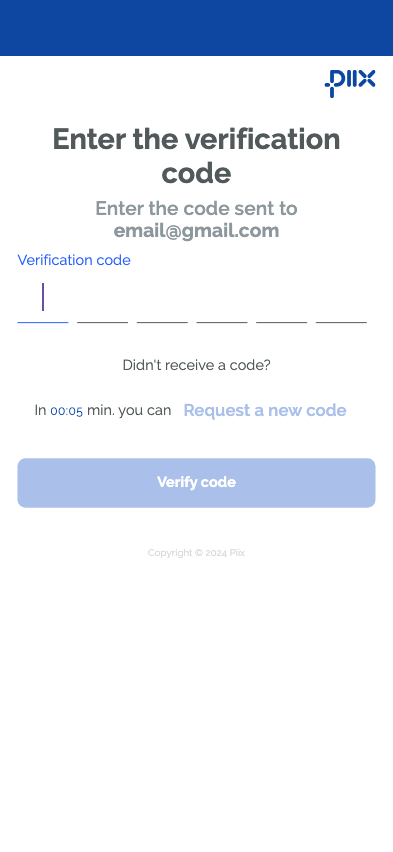 PIIX
Enter the verification
code
Enter the code sent to
email@gmail.com
Verification code
Didn't receive a code?
In 00:05 min. you can Request a new code
Verify code
Copyright © 2024 Piix